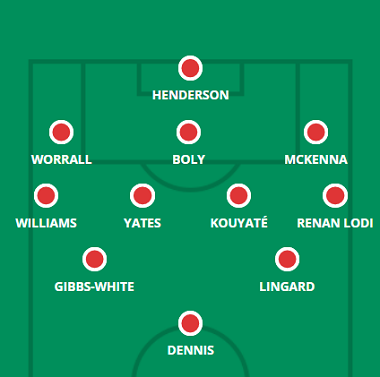 HENDERSON
WORRALL BOLY MCKENNA
WILLIAMS YATES KOUYATÉ RENAN LODI
GIBBS-WHITE LINGARD
DENNIS